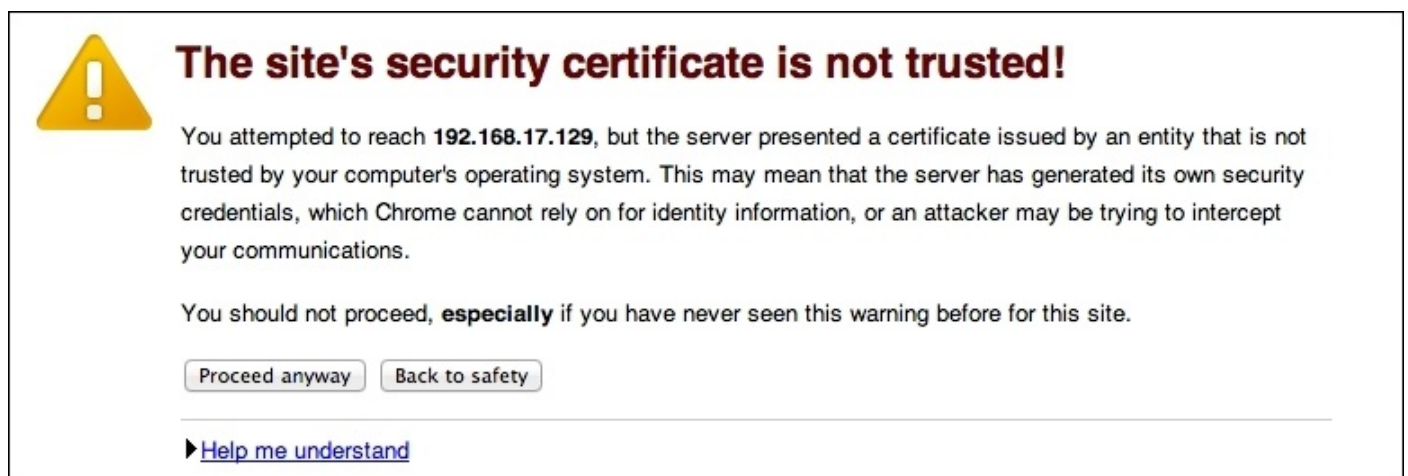 The site's security certificate is not trusted!
You attempted to reach 192.168.17.129, but the server presented a certificate issued by an entity that is not
trusted by your computer's operating system. This may mean that the server has generated its own security
credentials, which Chrome cannot rely on for identity information, or an attacker may be trying to intercept
your communications.
You should not proceed, especially if you have never seen this warning before for this site.
Proceed anyway Back to safety
Help me understand